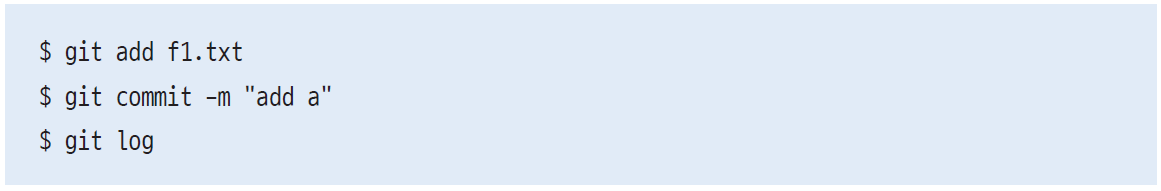 $ git add f1.txt
$ git commit –m "add a"
$ git log